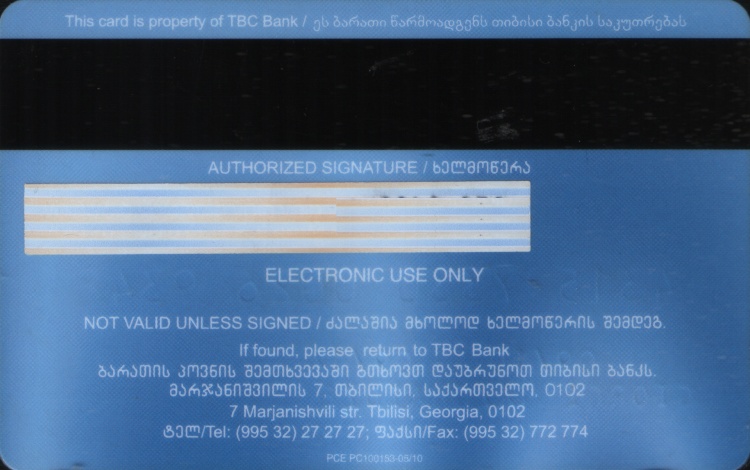 This card is property of TBC Bank / ეს ბარათი წარმოადგენს თიბისი ბანკის საკუთრებას
AUTHORIZED SIGNATURE / ხელმოწერა
ELECTRONIC USE ONLY
NOT VALID UNLESS SIGNED / ძალაშია მხოლოდ ხელმოწერის შემდეგ.
If found, please return to TBC Bank
ბარათის პოვნის შემთხვევაში გთხოვთ დაუბრუნოთ თიბისი ბანკს.
მარჯანიშვილის 7, თბილისი, საქართველო, 0102
7 Marjanishvili str. Tbilisi, Georgia, 0102
ტელ/Tel: (995 32) 27 27 27; ფაქსი/Fax: (995 32) 772 774
PCE PC100153-05/10